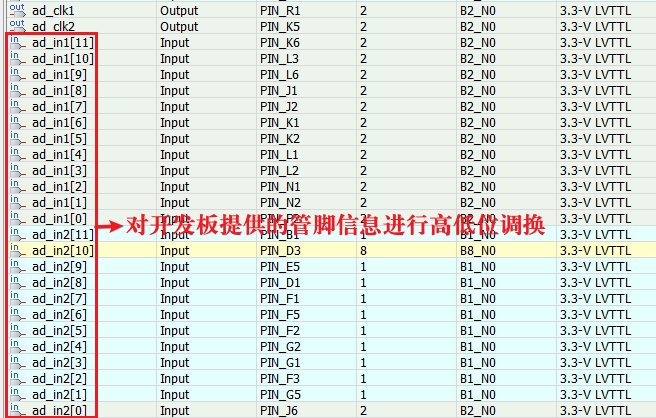 out ad_clk1 Output PIN_R1 2 B2_N0 3.3-V LVTTL
out ad_clk2 Output PIN_K5 2 B2_N0 3.3-V LVTTL
in ad_in1[11] Input PIN_K6 2 B2_N0 3.3-V LVTTL
in ad_in1[10] Input PIN_L3 2 B2_N0 3.3-V LVTTL
in ad_in1[9] Input PIN_L6 2 B2_N0 3.3-V LVTTL
in ad_in1[8] Input PIN_J1 2 B2_N0 3.3-V LVTTL
in ad_in1[7] Input PIN_J2 2 B2_N0 3.3-V LVTTL
in ad_in1[6] Input PIN_K1 2 B2_N0 3.3-V LVTTL
in ad_in1[5] Input PIN_K2 2 B2_N0 3.3-V LVTTL
in ad_in1[4] Input PIN_L1 2 B2_N0 3.3-V LVTTL
in ad_in1[3] Input PIN_L2 2 B2_N0 3.3-V LVTTL
in ad_in1[2] Input PIN_N1 2 B2_N0 3.3-V LVTTL
in ad_in1[1] Input PIN_N2 2 B2_N0 3.3-V LVTTL
in ad_in1[0] Input B2_N0 3.3-V LVTTL
对开发板提供的管脚信息进行高低位调换
in ad_in2[11] Input PIN_B1 1 B1_N0 3.3-V LVTTL
in ad_in2[10] Input PIN_D3 8 B8_N0 3.3-V LVTTL
in ad_in2[9] Input PIN_E5 1 B1_N0 3.3-V LVTTL
in ad_in2[8] Input PIN_D1 1 B1_N0 3.3-V LVTTL
in ad_in2[7] Input PIN_F1 1 B1_N0 3.3-V LVTTL
in ad_in2[6] Input PIN_F5 1 B1_N0 3.3-V LVTTL
in ad_in2[5] Input PIN_F2 1 B1_N0 3.3-V LVTTL
in ad_in2[4] Input PIN_G2 1 B1_N0 3.3-V LVTTL
in ad_in2[3] Input PIN_G1 1 B1_N0 3.3-V LVTTL
in ad_in2[2] Input PIN_F3 1 B1_N0 3.3-V LVTTL
in ad_in2[1] Input PIN_G5 1 B1_N0 3.3-V LVTTL
in ad_in2[0] Input PIN_J6 2 B2_N0 3.3-V LVTTL